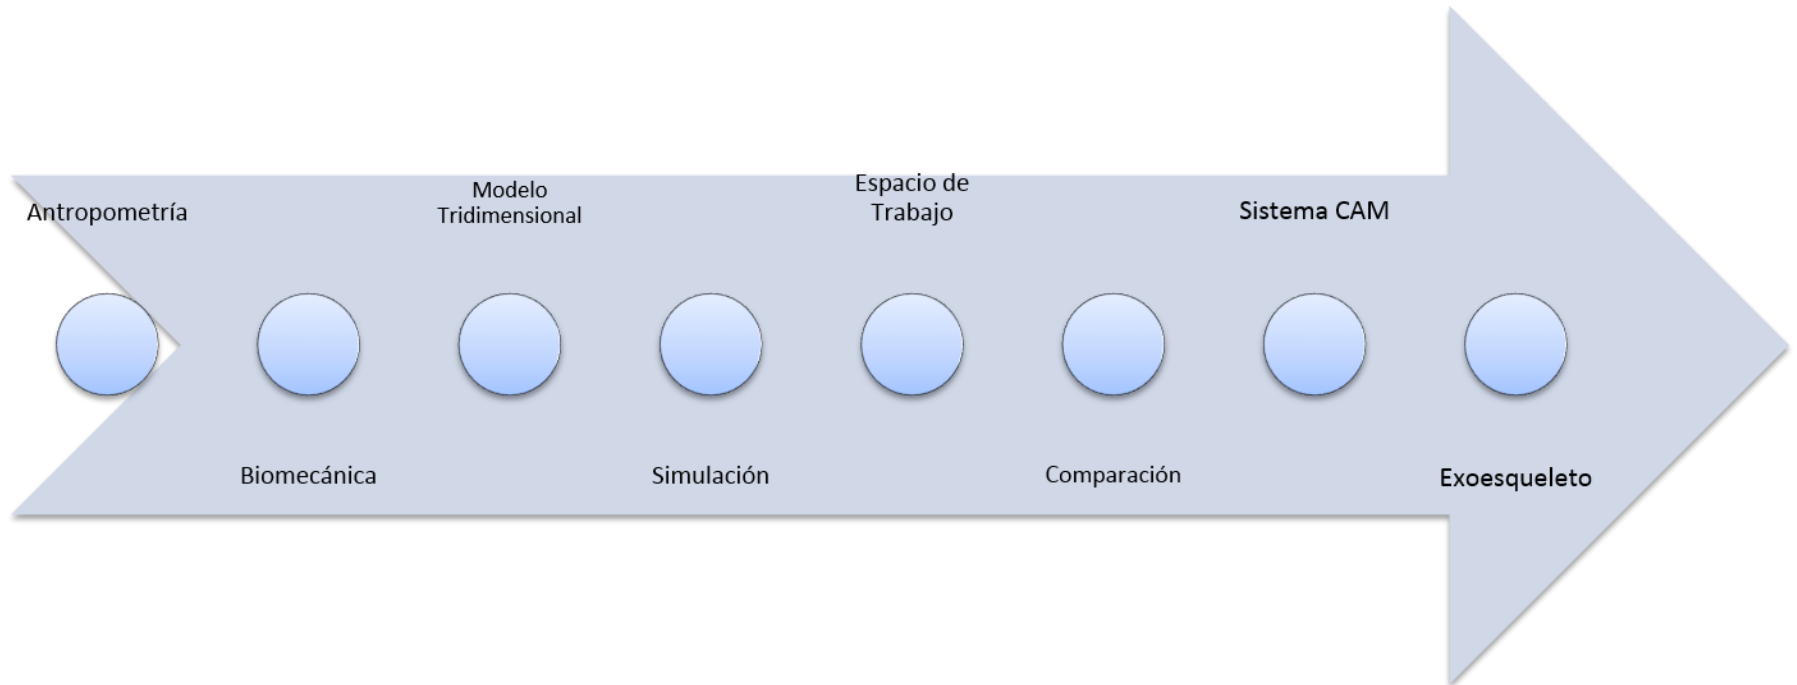 Antropometría
Modelo
Tridimensional
Espacio de
Trabajo
Sistema CAM
Biomecánica
Simulación
Comparación
Exoesqueleto